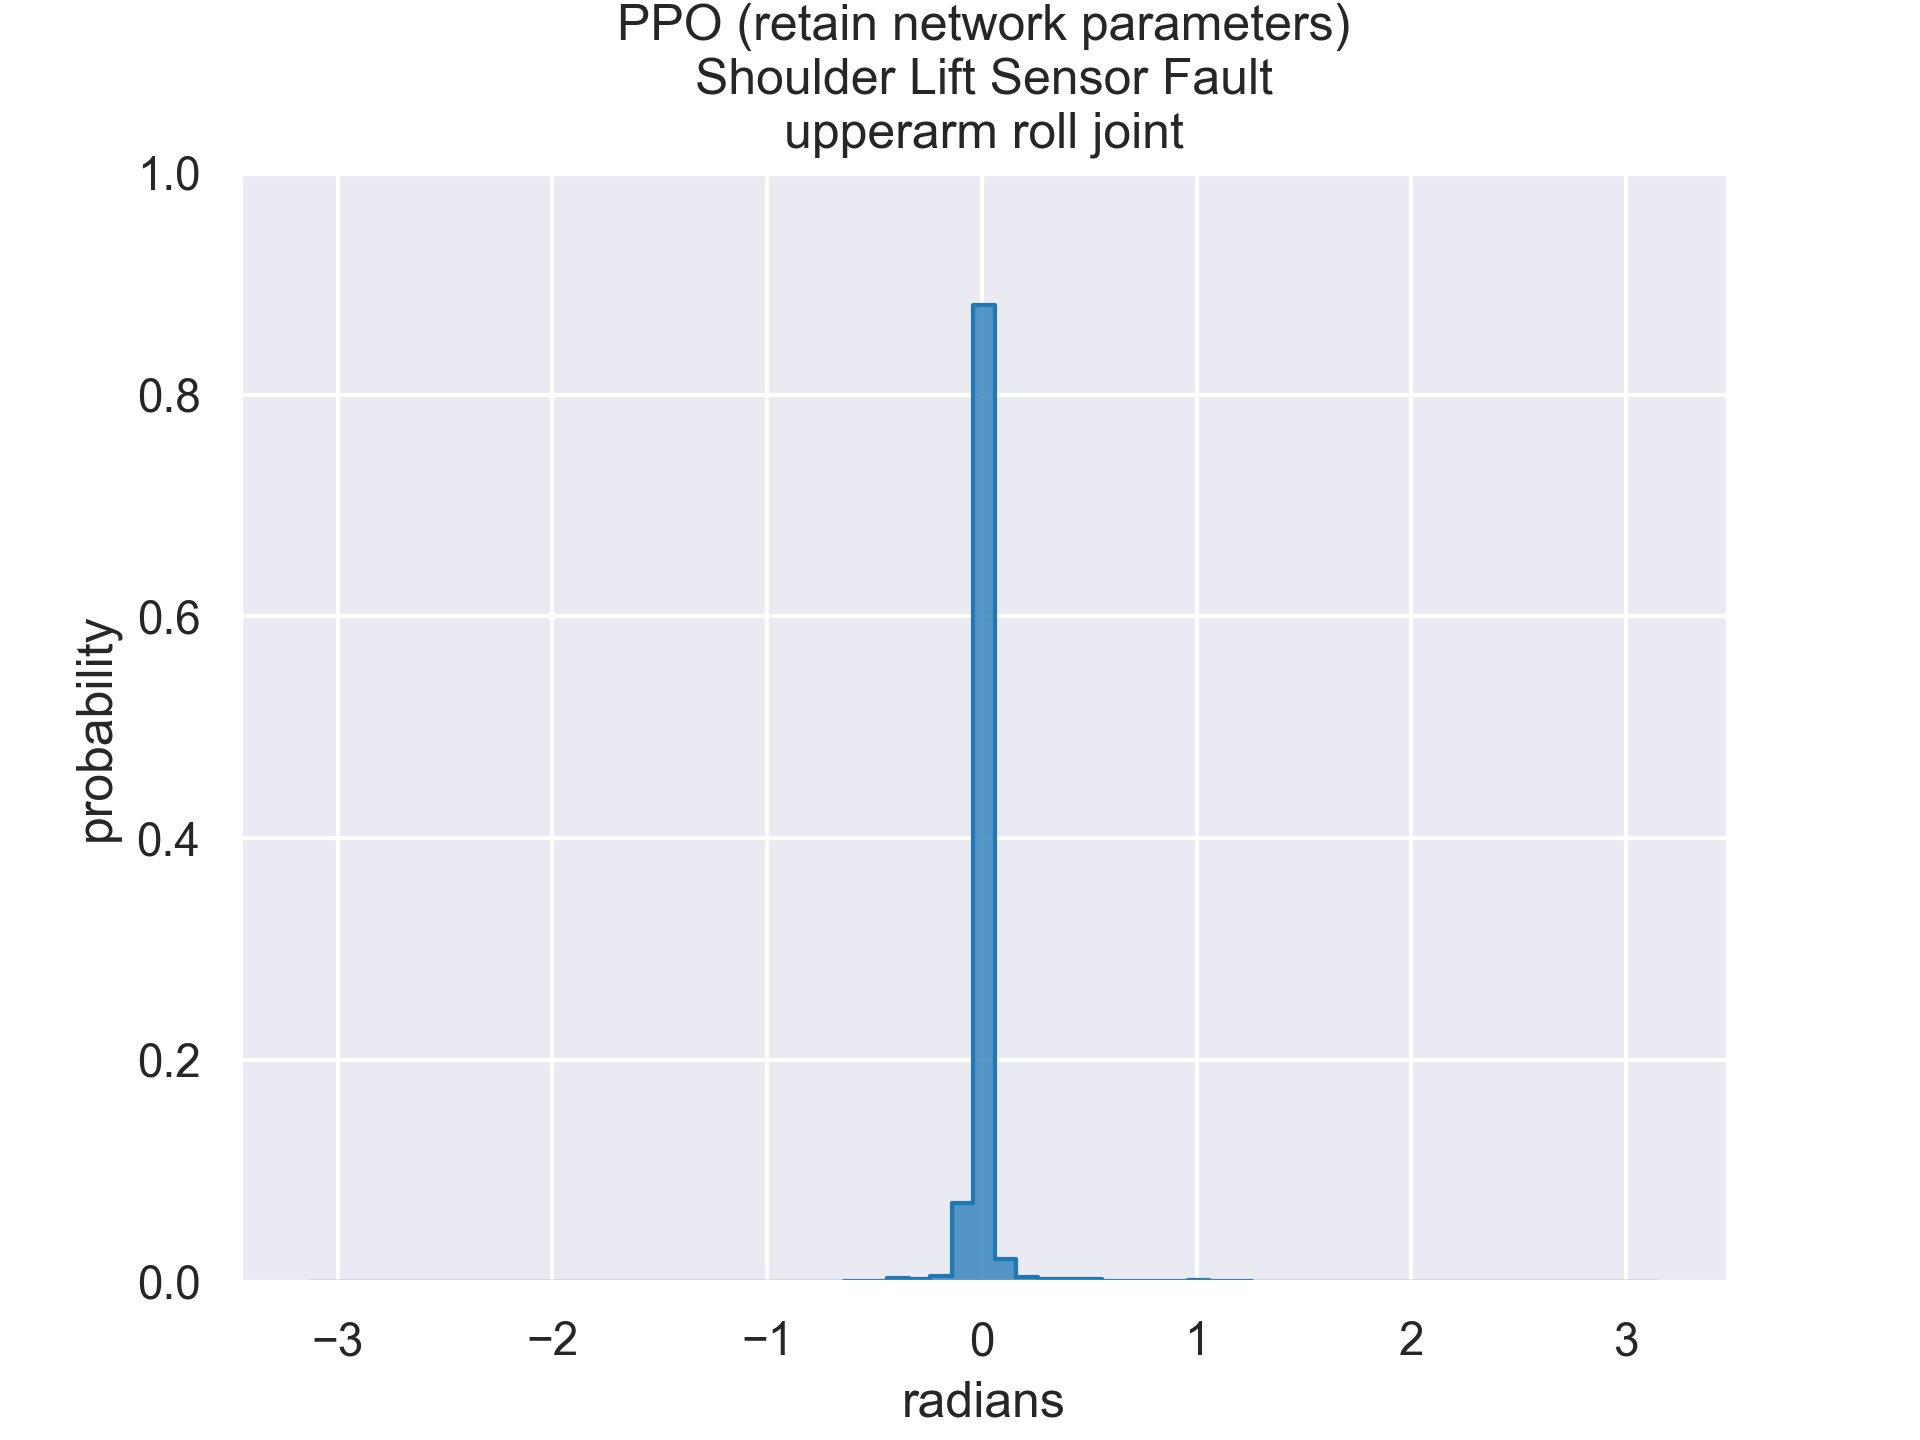 PPO (retain network parameters)
Shoulder Lift Sensor Fault
upperarm roll joint
1.0
0.8
0.6
0.4
0.2
0.0
probability
−3 −2 −1 0 1 2 3
radians